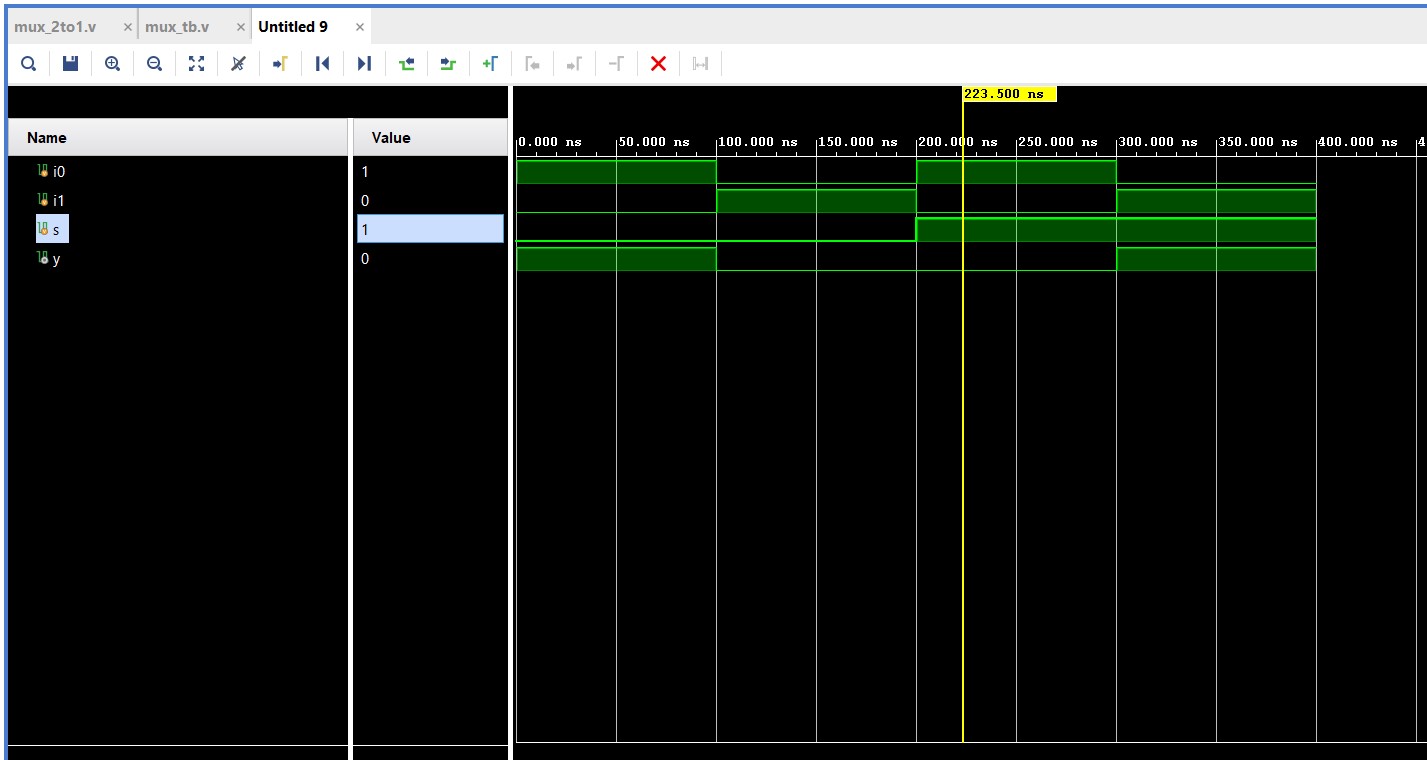 mux_2to1.v × mux_tb.v × Untitled 9 ×
223.500 ns
Name Value
0.000 ns 50.000 ns 100.000 ns 150.000 ns 200.000 ns 250.000 ns 300.000 ns 350.000 ns 400.000 ns 4
i0 1
i1 0
s 1
y 0